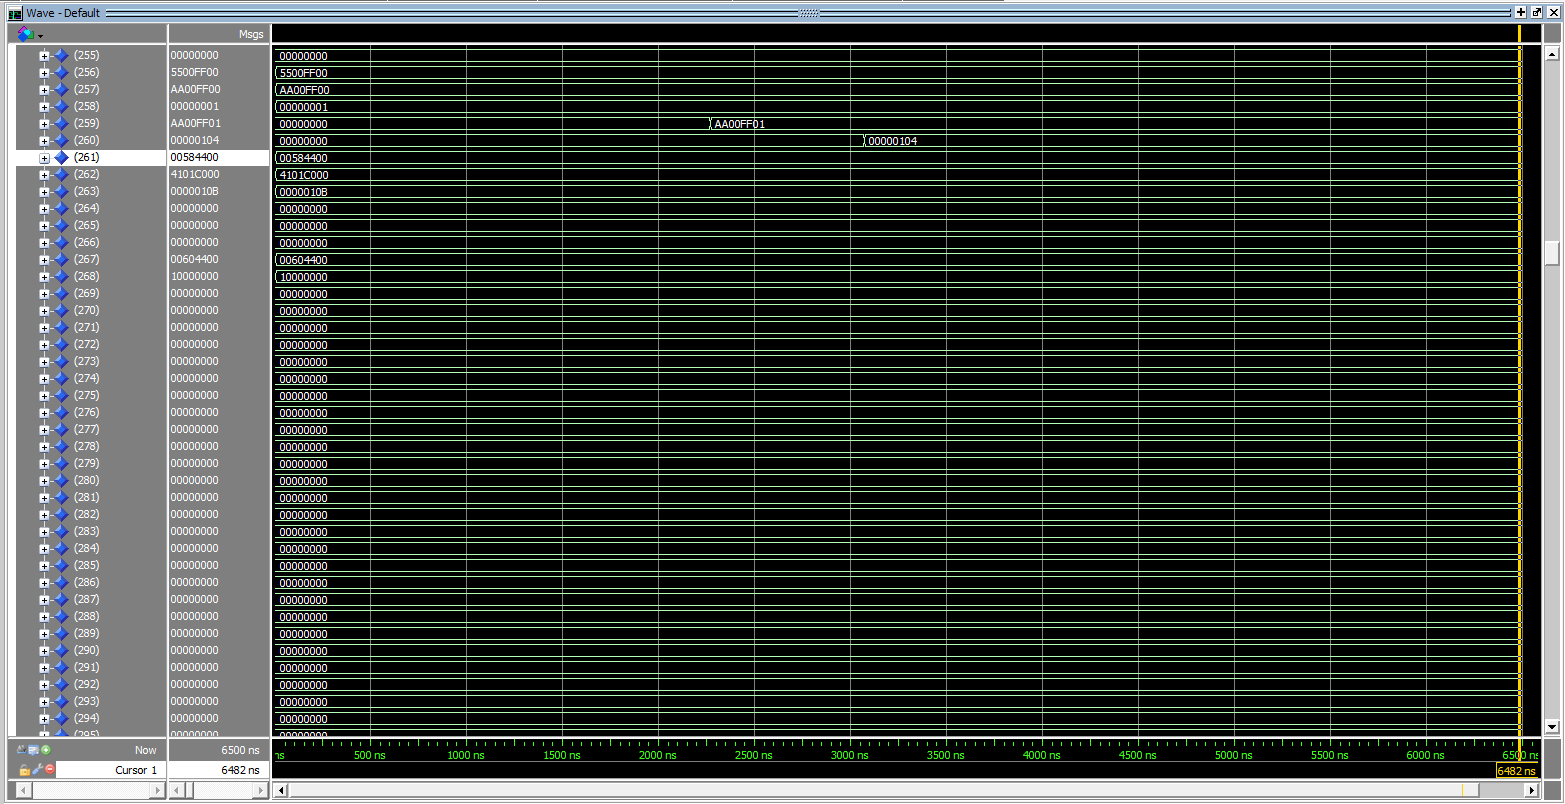 Wave - Default
Msgs
(255) 00000000 00000000
(256) 5500FF00 5500FF00
(257) AA00FF00 AA00FF00
(258) 00000001 00000001
(259) AA00FF01 00000000 AA00FF01
(260) 00000104 00000000 00000104
(261) 00584400 00584400
(262) 4101C000 4101C000
(263) 0000010B 0000010B
(264) 00000000 00000000
(265) 00000000 00000000
(266) 00000000 00000000
(267) 00604400 00604400
(268) 10000000 10000000
(269) 00000000 00000000
(270) 00000000 00000000
(271) 00000000 00000000
(272) 00000000 00000000
(273) 00000000 00000000
(274) 00000000 00000000
(275) 00000000 00000000
(276) 00000000 00000000
(277) 00000000 00000000
(278) 00000000 00000000
(279) 00000000 00000000
(280) 00000000 00000000
(281) 00000000 00000000
(282) 00000000 00000000
(283) 00000000 00000000
(284) 00000000 00000000
(285) 00000000 00000000
(286) 00000000 00000000
(287) 00000000 00000000
(288) 00000000 00000000
(289) 00000000 00000000
(290) 00000000 00000000
(291) 00000000 00000000
(292) 00000000 00000000
(293) 00000000 00000000
(294) 00000000 00000000
(295) 00000000 00000000
Now 6500 ns ns 500 ns 1000 ns 1500 ns 2000 ns 2500 ns 3000 ns 3500 ns 4000 ns 4500 ns 5000 ns 5500 ns 6000 ns 6500 ns
Cursor 1 6482 ns 6482 ns